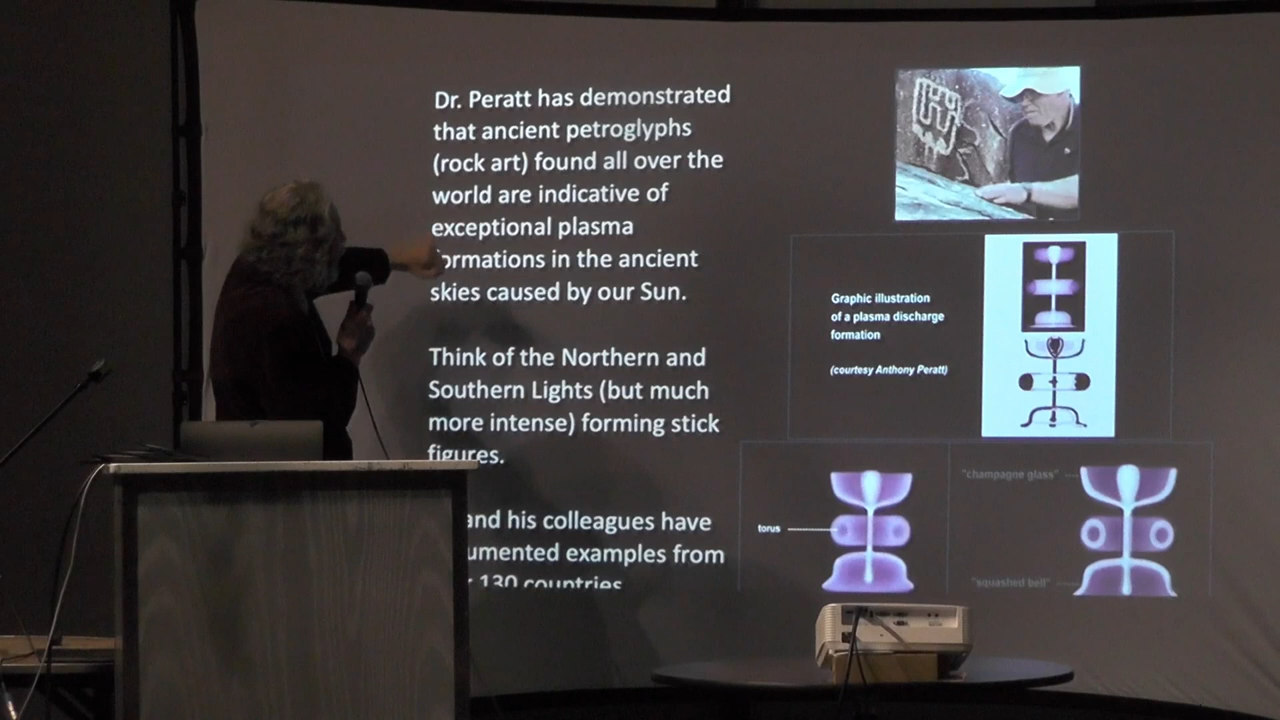 Dr. Peratt has demonstrated
that ancient petroglyphs
(rock art) found all over the
world are indicative of
exceptional plasma
formations in the ancient
skies caused by our Sun.
Think of the Northern and
Southern Lights (but much
more intense) forming stick
figures.
and his colleagues have
umented examples from
130 countries
Graphic illustration
of a plasma discharge
formation
(courtesy Anthony Peratt)
torus
"champagne glass"
"squashed bell"